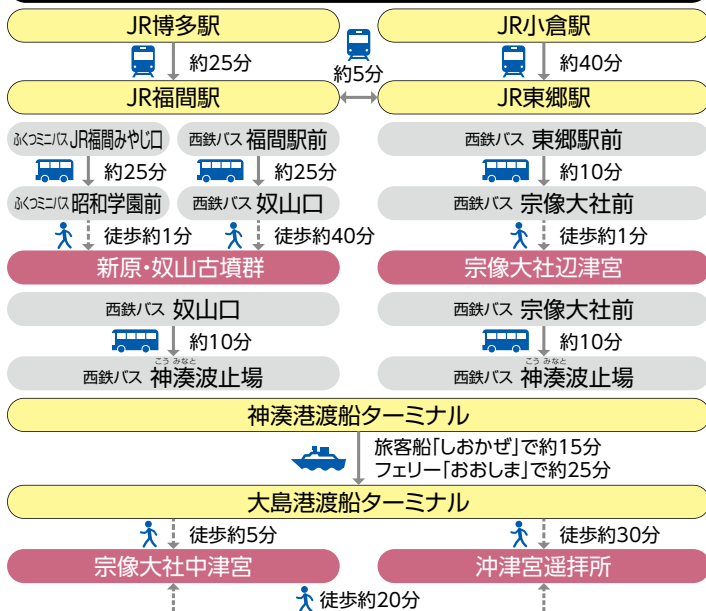 JR博多駅
JR小倉駅
約25分
約5分
約40分
JR福間駅
JR東郷駅
ふくつミニバス JR福間みやじ口
西鉄バス 福間駅前
西鉄バス 東郷駅前
約25分
約25分
約10分
ふくつミニバス 昭和学園前
西鉄バス 奴山口
西鉄バス 宗像大社前
徒歩約1分
徒歩約40分
徒歩約1分
新原・奴山古墳群
宗像大社辺津宮
西鉄バス 奴山口
西鉄バス 宗像大社前
約10分
約10分
こうみなと
西鉄バス 神湊波止場
こうみなと
西鉄バス 神湊波止場
神湊港渡船ターミナル
旅客船「しおかぜ」で約15分
フェリー「おおしま」で約25分
大島港渡船ターミナル
徒歩約5分
徒歩約30分
宗像大社中津宮
沖津宮遥拝所
徒歩約20分